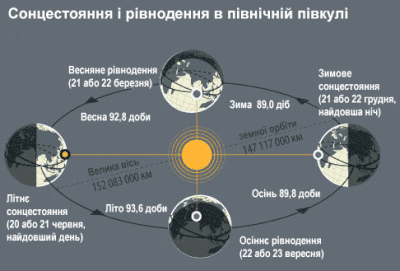 Сонцестояння і рівнодення в північній півкулі
Весняне рівнодення
(21 або 22 березня)
Зимове
сонцестояння
(21 або 22 грудня,
найдовша ніч)
Весна 92,8 доби
Зима 89,0 діб
Велика вісь
земної орбіти
152 083 000 км
147 117 000 км
Літнє
сонцестояння
(20 або 21 червня,
найдовший день)
Літо 93,6 доби
Осінь 89,8 доби
Осіннє рівнодення
(22 або 23 вересня)